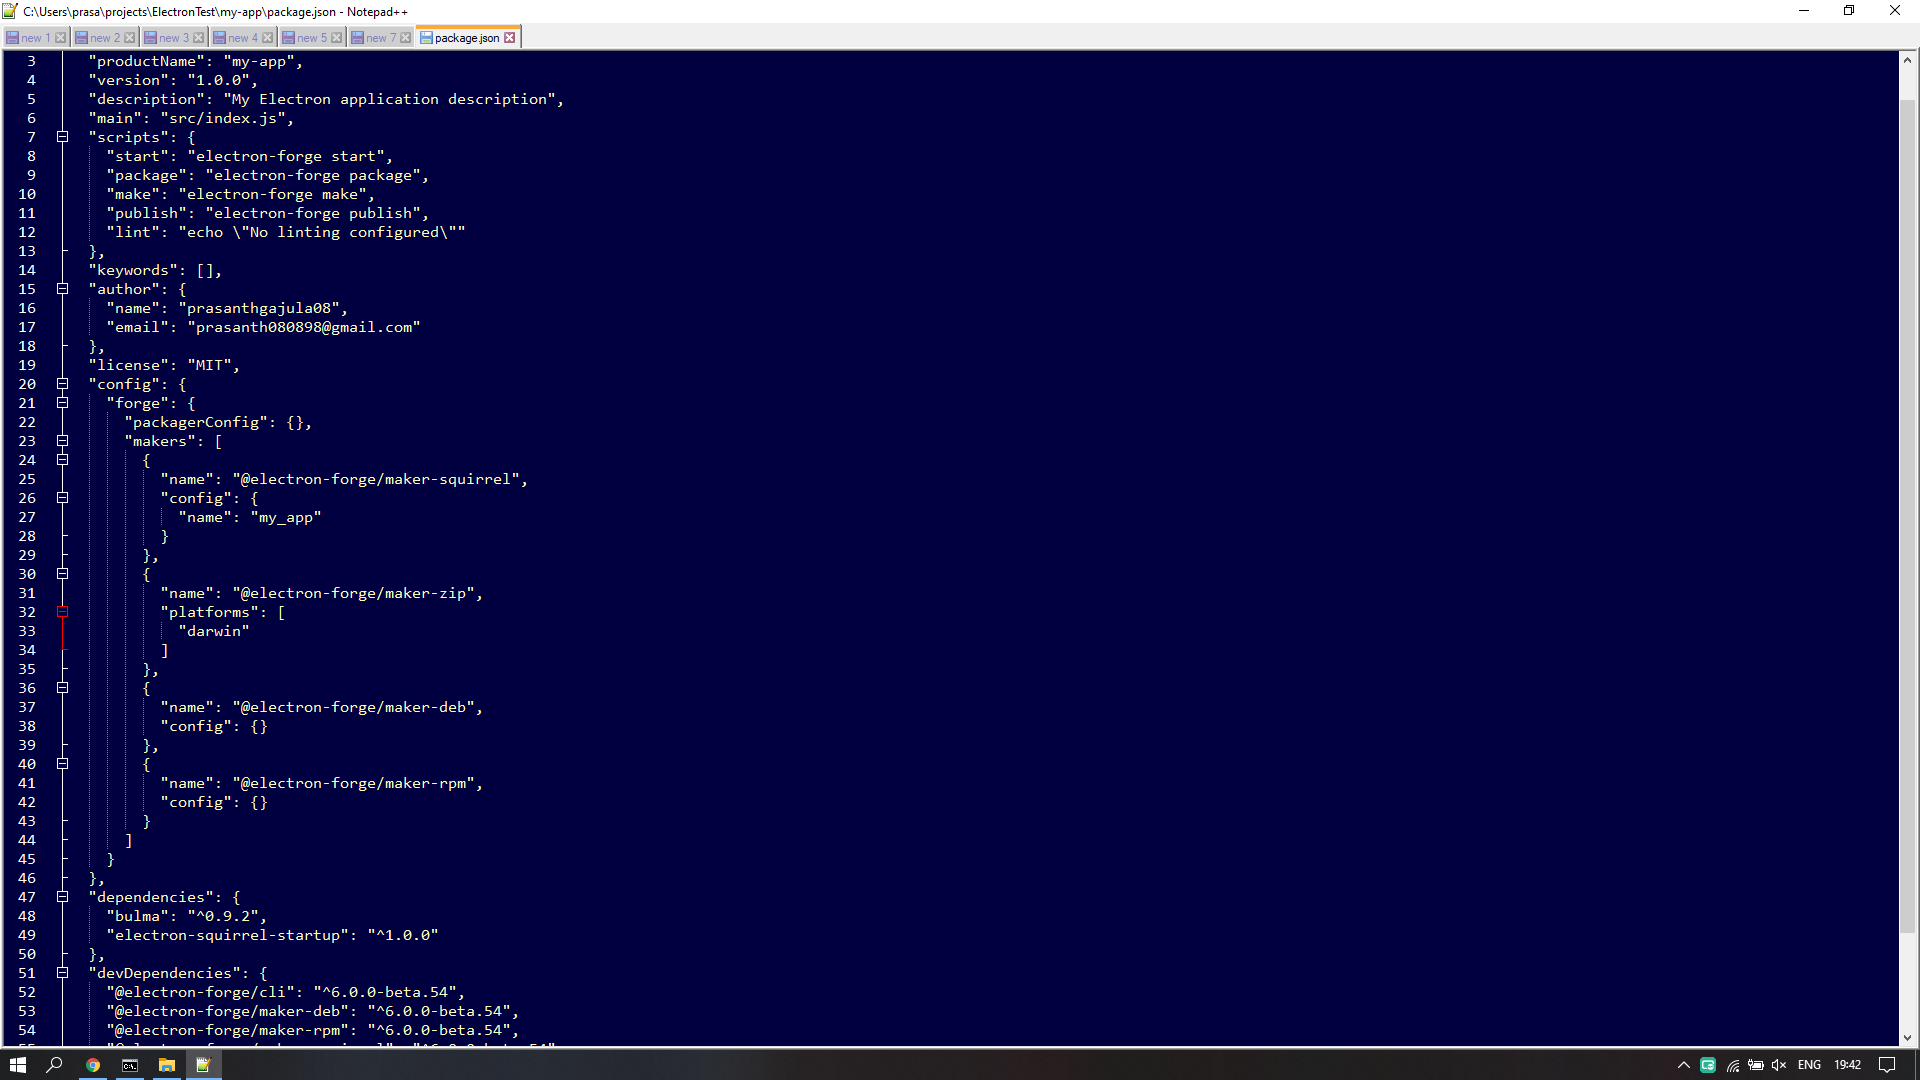 C:\Users\prasa\projects\ElectronTest\my-app\package.json - Notepad++
new 1 new 2 new 3 new 4 new 5 new 7 package.json
3 "productName": "my-app",
4 "version": "1.0.0",
5 "description": "My Electron application description",
6 "main": "src/index.js",
7 "scripts": {
8 "start": "electron-forge start",
9 "package": "electron-forge package",
10 "make": "electron-forge make",
11 "publish": "electron-forge publish",
12 "lint": "echo \"No linting configured\""
13 },
14 "keywords": [],
15 "author": {
16 "name": "prasanthgajula08",
17 "email": "prasanth080898@gmail.com"
18 },
19 "license": "MIT",
20 "config": {
21 "forge": {
22 "packagerConfig": {},
23 "makers": [
24 {
25 "name": "@electron-forge/maker-squirrel",
26 "config": {
27 "name": "my_app"
28 }
29 },
30 {
31 "name": "@electron-forge/maker-zip",
32 "platforms": [
33 "darwin"
34 ]
35 },
36 {
37 "name": "@electron-forge/maker-deb",
38 "config": {}
39 },
40 {
41 "name": "@electron-forge/maker-rpm",
42 "config": {}
43 }
44 ]
45 }
46 },
47 "dependencies": {
48 "bulma": "^0.9.2",
49 "electron-squirrel-startup": "^1.0.0"
50 },
51 "devDependencies": {
52 "@electron-forge/cli": "^6.0.0-beta.54",
53 "@electron-forge/maker-deb": "^6.0.0-beta.54",
54 "@electron-forge/maker-rpm": "^6.0.0-beta.54",
ENG 19:42